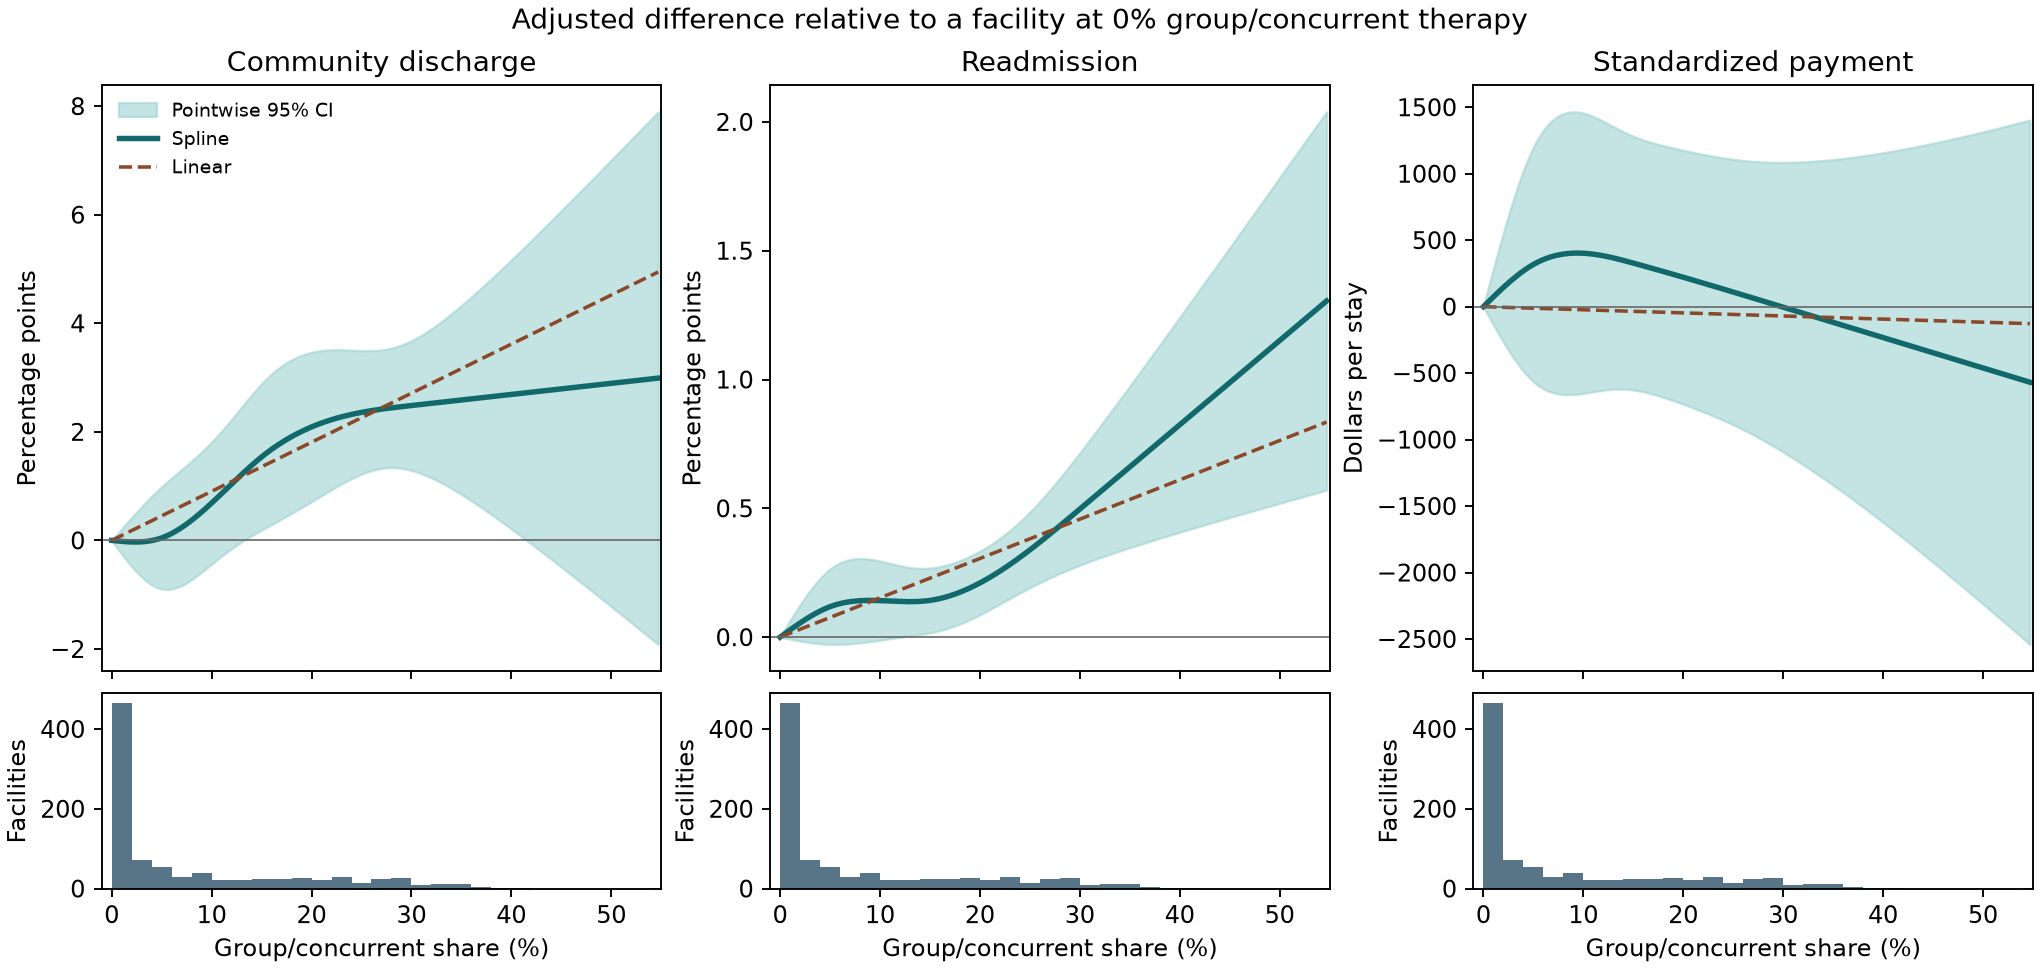 Adjusted difference relative to a facility at 0% group/concurrent therapy
Community discharge
Percentage points
8
6
4
2
0
−2
Pointwise 95% CI
Spline
Linear
Readmission
Percentage points
2.0
1.5
1.0
0.5
0.0
Standardized payment
Dollars per stay
1500
1000
500
0
−500
−1000
−1500
−2000
−2500
Facilities
400
200
0
0 10 20 30 40 50
Group/concurrent share (%)
Facilities
400
200
0
0 10 20 30 40 50
Group/concurrent share (%)
Facilities
400
200
0
0 10 20 30 40 50
Group/concurrent share (%)